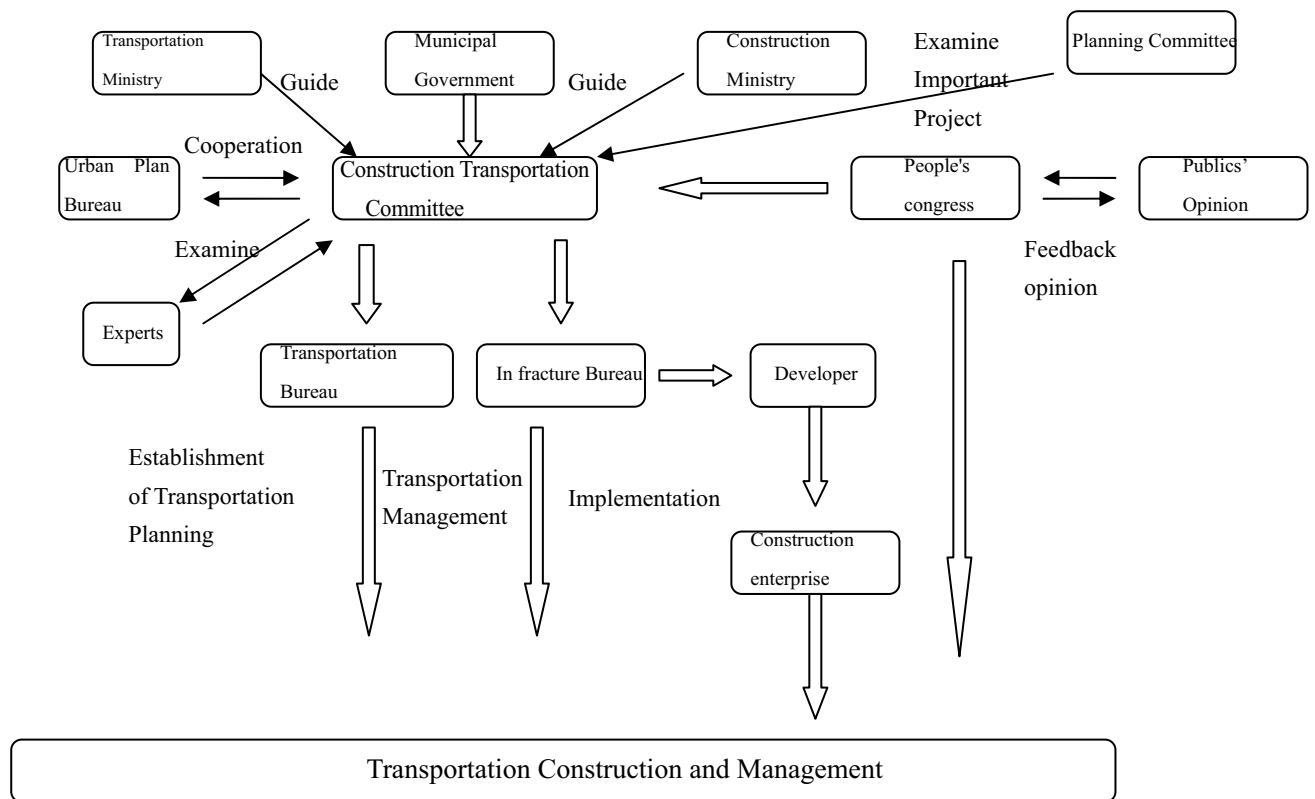 Transportation
Ministry
Guide
Municipal
Government
Guide
Construction
Ministry
Examine
Important
Project
Planning Committee
Cooperation
Urban Plan
Bureau
Construction Transportation
Committee
People's
congress
Publics’
Opinion
Examine
Feedback
opinion
Experts
Transportation
Bureau
In fracture Bureau
Developer
Establishment
of Transportation
Planning
Transportation
Management
Implementation
Construction
enterprise
Transportation Construction and Management